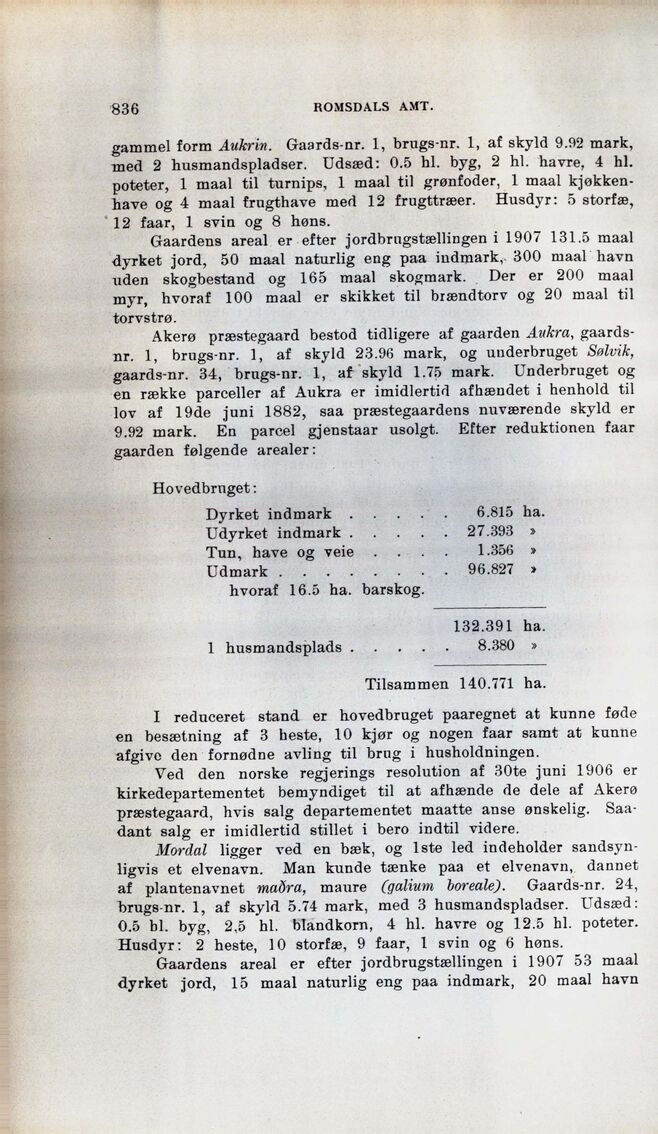 836 ROMSDALS AMT.
gammel form Aukrin. Gaards-nr. 1, brugs-nr. 1, af skyld 9.92 mark,
med 2 husmandspladser. Udsæd: 0.5 hl. byg, 2 hl. havre, 4 hl.
poteter, 1 maal til turnips, 1 maal til grønfoder, 1 maal kjøkken-
have og 4 maal frugthave med 12 frugttræer. Husdyr: 5 storfæ,
12 faar, 1 svin og 8 høns.
Gaardens areal er efter jordbrugstællingen i 1907 131.5 maal
dyrket jord, 50 maal naturlig eng paa indmark, 300 maal havn
uden skogbestand og 165 maal skogmark. Der er 200 maal
myr, hvoraf 100 maal er skikket til brændtorv og 20 maal til
torvstrø.
Akerø præstegaard bestod tidligere af gaarden Aukra, gaards-
nr. 1, brugs-nr. 1, af skyld 23.96 mark, og underbruget Sølvik,
gaards-nr. 34, brugs-nr. 1, af skyld 1.75 mark. Underbruget og
en række parceller af Aukra er imidlertid afhændet i henhold til
lov af 19de juni 1882, saa præstegaardens nuværende skyld er
9.92 mark. En parcel gjenstaar usolgt. Efter reduktionen faar
gaarden følgende arealer:
Hovedbruget:
Dyrket indmark . . . . . 6.815 ha.
Udyrket indmark . . . . . 27.393 »
Tun, have og veie . . . . 1.356 »
Udmark . . . . . . . . 96.827 »
hvoraf 16.5 ha. barskog.
132.391 ha.
1 husmandsplads . . . . . 8.380 »
Tilsammen 140.771 ha.
I reduceret stand er hovedbruget paaregnet at kunne føde
en besætning af 3 heste, 10 kjør og nogen faar samt at kunne
afgive den fornødne avling til brug i husholdningen.
Ved den norske regjerings resolution af 30te juni 1906 er
kirkedepartementet bemyndiget til at afhænde de dele af Akerø
præstegaard, hvis salg departementet maatte anse ønskelig. Saa-
dant salg er imidlertid stillet i bero indtil videre.
Mordal ligger ved en bæk, og 1ste led indeholder sandsyn-
ligvis et elvenavn. Man kunde tænke paa et elvenavn, dannet
af plantenavnet maðra, maure (galium boreale). Gaards-nr. 24,
brugs-nr. 1, af skyld 5.74 mark, med 3 husmandspladser. Udsæd:
0.5 hl. byg, 2,5 hl. blandkorn, 4 hl. havre og 12.5 hl. poteter.
Husdyr: 2 heste, 10 storfæ, 9 faar, 1 svin og 6 høns.
Gaardens areal er efter jordbrugstællingen i 1907 53 maal
dyrket jord, 15 maal naturlig eng paa indmark, 20 maal havn